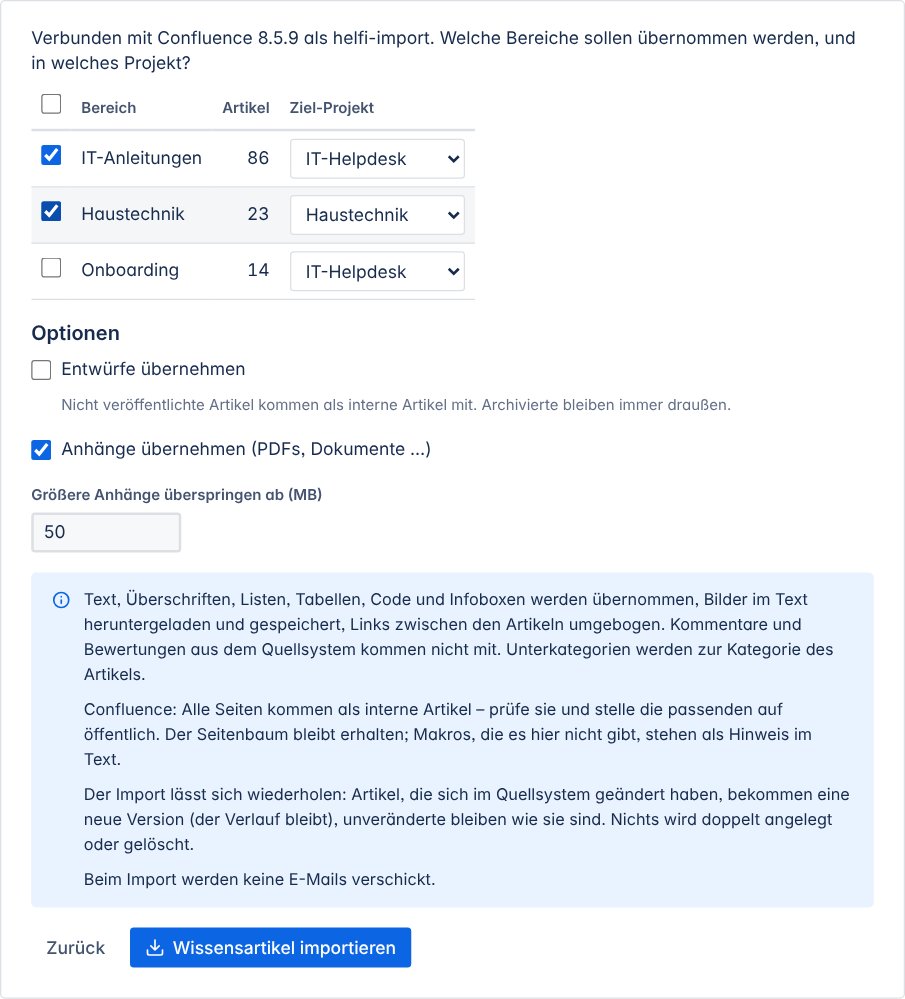 Verbunden mit Confluence 8.5.9 als helfi-import. Welche Bereiche sollen übernommen werden, und
in welches Projekt?
Bereich Artikel Ziel-Projekt
IT-Anleitungen 86 IT-Helpdesk
Haustechnik 23 Haustechnik
Onboarding 14 IT-Helpdesk
Optionen
Entwürfe übernehmen
Nicht veröffentlichte Artikel kommen als interne Artikel mit. Archivierte bleiben immer draußen.
Anhänge übernehmen (PDFs, Dokumente ...)
Größere Anhänge überspringen ab (MB)
50
Text, Überschriften, Listen, Tabellen, Code und Infoboxen werden übernommen, Bilder im Text
heruntergeladen und gespeichert, Links zwischen den Artikeln umgebogen. Kommentare und
Bewertungen aus dem Quellsystem kommen nicht mit. Unterkategorien werden zur Kategorie des
Artikels.
Confluence: Alle Seiten kommen als interne Artikel – prüfe sie und stelle die passenden auf
öffentlich. Der Seitenbaum bleibt erhalten; Makros, die es hier nicht gibt, stehen als Hinweis im
Text.
Der Import lässt sich wiederholen: Artikel, die sich im Quellsystem geändert haben, bekommen eine
neue Version (der Verlauf bleibt), unveränderte bleiben wie sie sind. Nichts wird doppelt angelegt
oder gelöscht.
Beim Import werden keine E-Mails verschickt.
Zurück Wissensartikel importieren